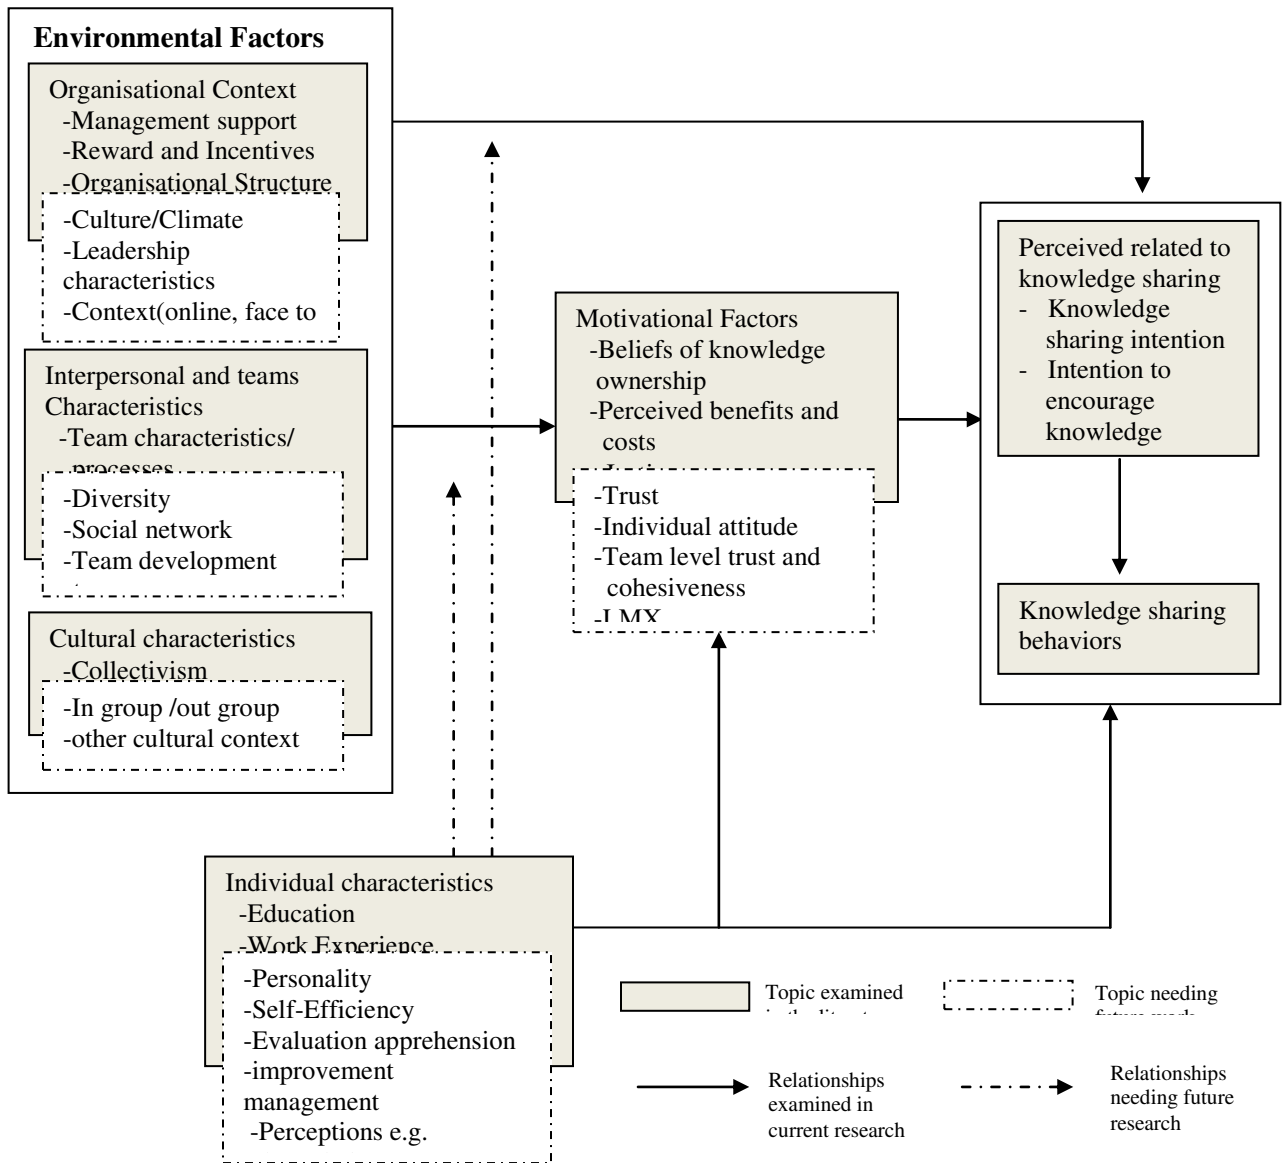 Environmental Factors
Organisational Context
-Management support
-Reward and Incentives
-Organisational Structure
-Culture/Climate
-Leadership
characteristics
-Context(online, face to
Interpersonal and teams
Characteristics
-Team characteristics/
processes
-Diversity
-Social network
-Team development
Cultural characteristics
-Collectivism
-In group /out group
-other cultural context
Motivational Factors
-Beliefs of knowledge
ownership
-Perceived benefits and
costs
-Trust
-Individual attitude
-Team level trust and
cohesiveness
-LMX
Perceived related to
knowledge sharing
- Knowledge
sharing intention
- Intention to
encourage
knowledge
Knowledge sharing
behaviors
Individual characteristics
-Education
-Work Experience
-Personality
-Self-Efficiency
-Evaluation apprehension
-improvement
management
-Perceptions e.g.
Topic examined
Topic needing
future work
Relationships
examined in
current research
Relationships
needing future
research